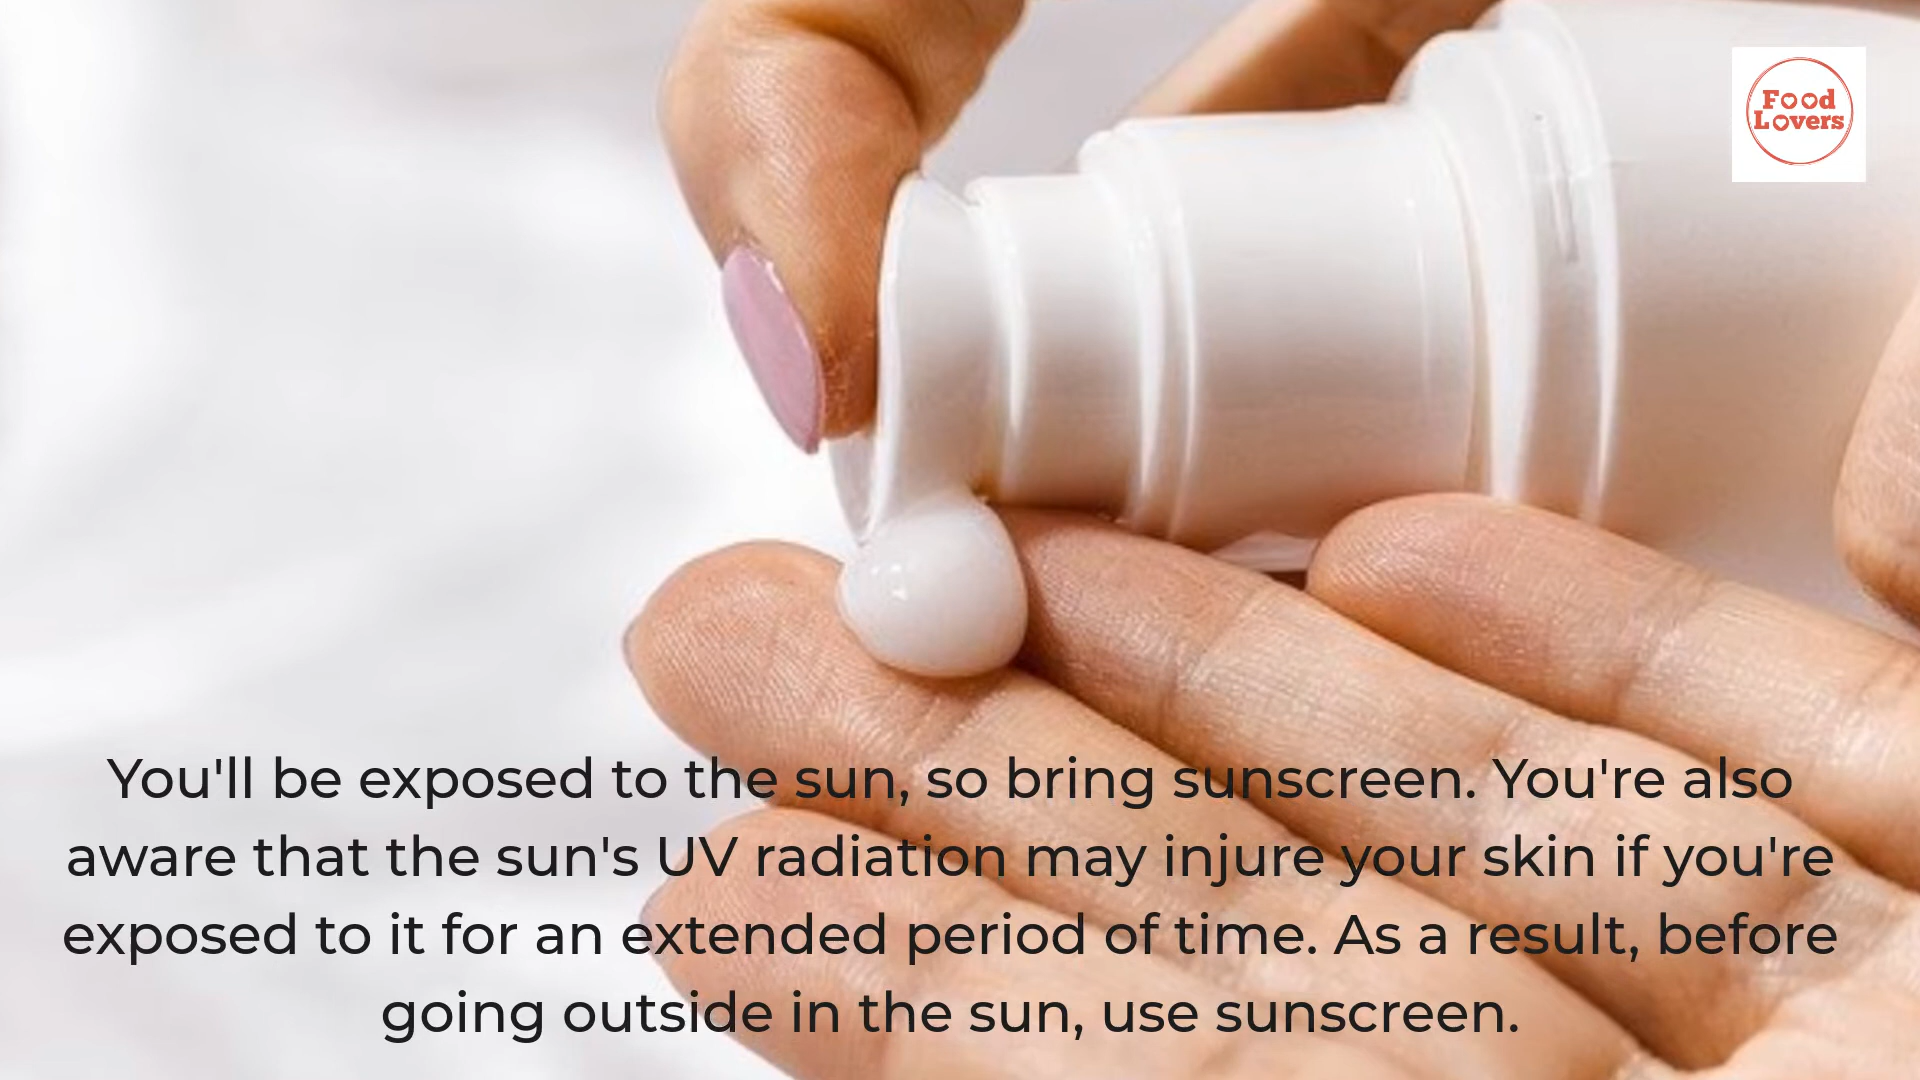 Food
Lovers
You'll be exposed to the sun, so bring sunscreen. You're also
aware that the sun's UV radiation may injure your skin if you're
exposed to it for an extended period of time. As a result, before
going outside in the sun, use sunscreen.